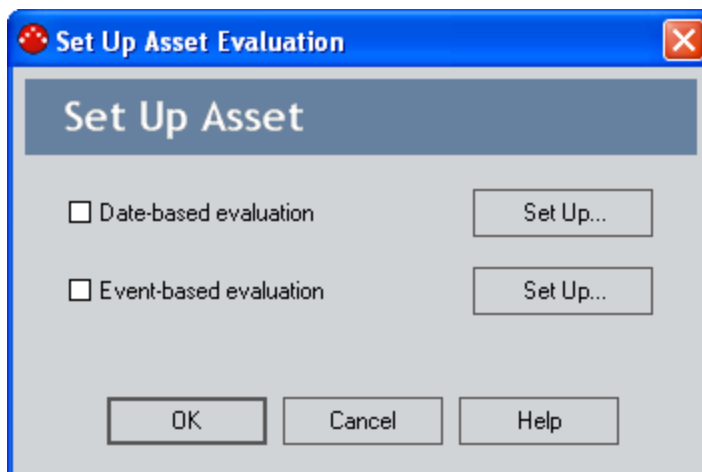 Set Up Asset Evaluation
Set Up Asset
Date-based evaluation Set Up...
Event-based evaluation Set Up...
OK Cancel Help